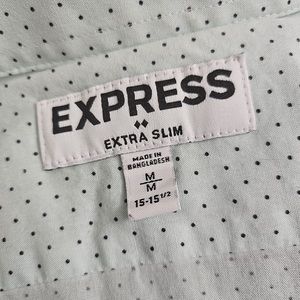 EXPRESS
EXTRA SLIM
MADE IN
BANGLADESH
M
M
15-15 1/2